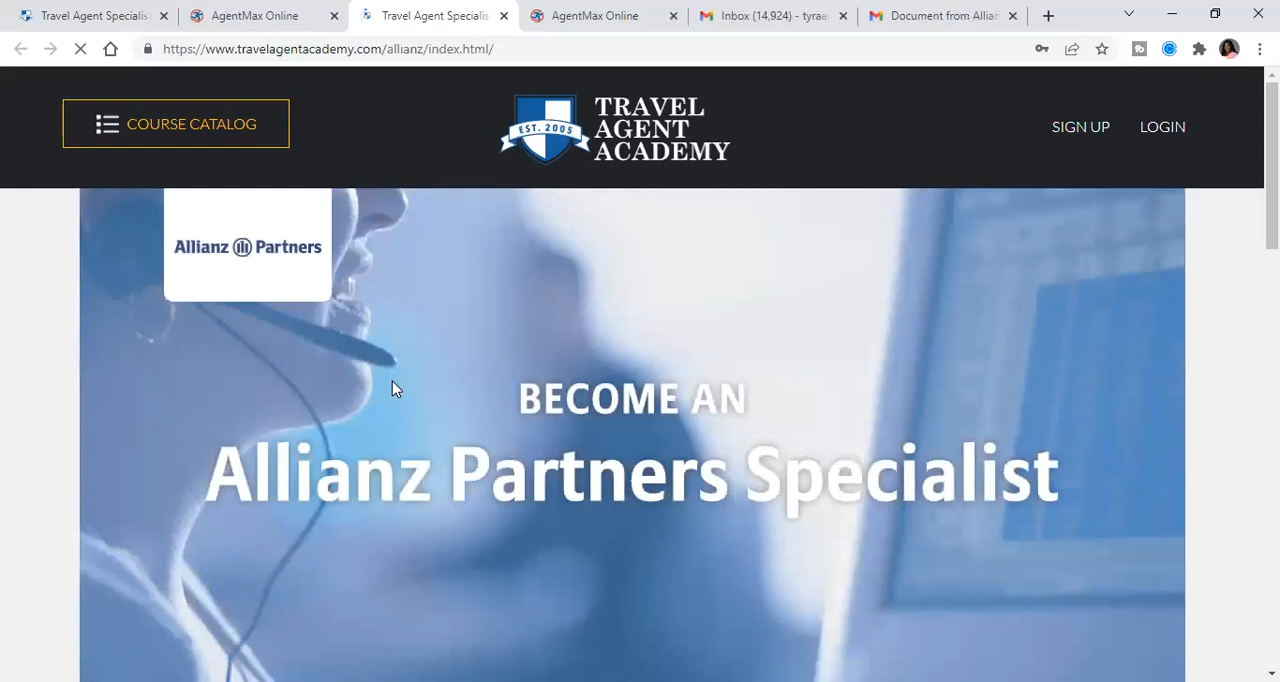 Travel Agent Specialis
AgentMax Online
Travel Agent Specialis
AgentMax Online
Inbox (14,924) - tyraa
Document from Allian
https://www.travelagentacademy.com/allianz/index.html/
COURSE CATALOG
EST. 2005
TRAVEL
AGENT
ACADEMY
SIGN UP
LOGIN
Allianz Partners
BECOME AN
Allianz Partners Specialist